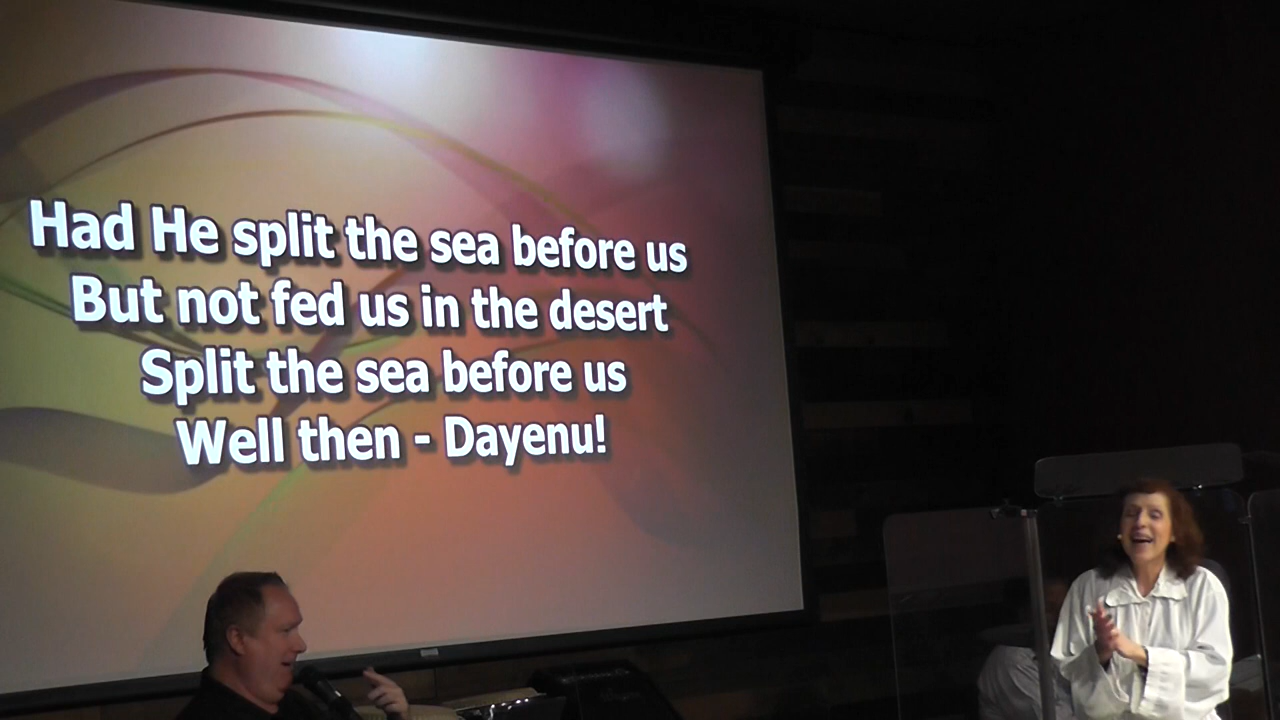 Had He split the sea before us
But not fed us in the desert
Split the sea before us
Well then - Dayenu!